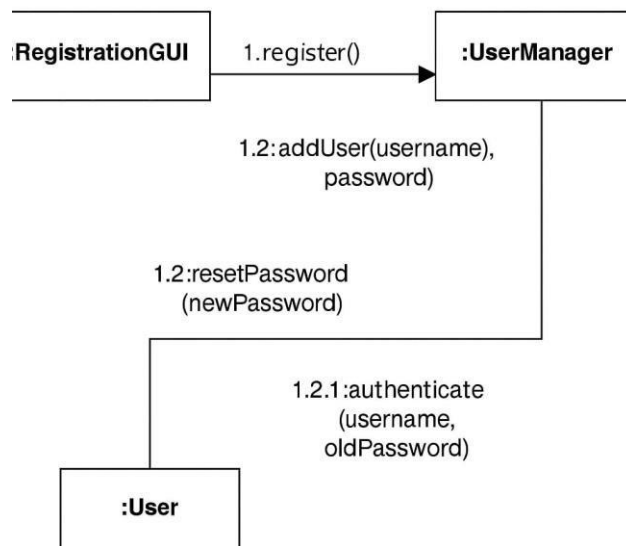 :RegistrationGUI
1.register()
:UserManager
1.2:addUser(username),
password)
1.2:resetPassword
(newPassword)
1.2.1:authenticate
(username,
oldPassword)
:User